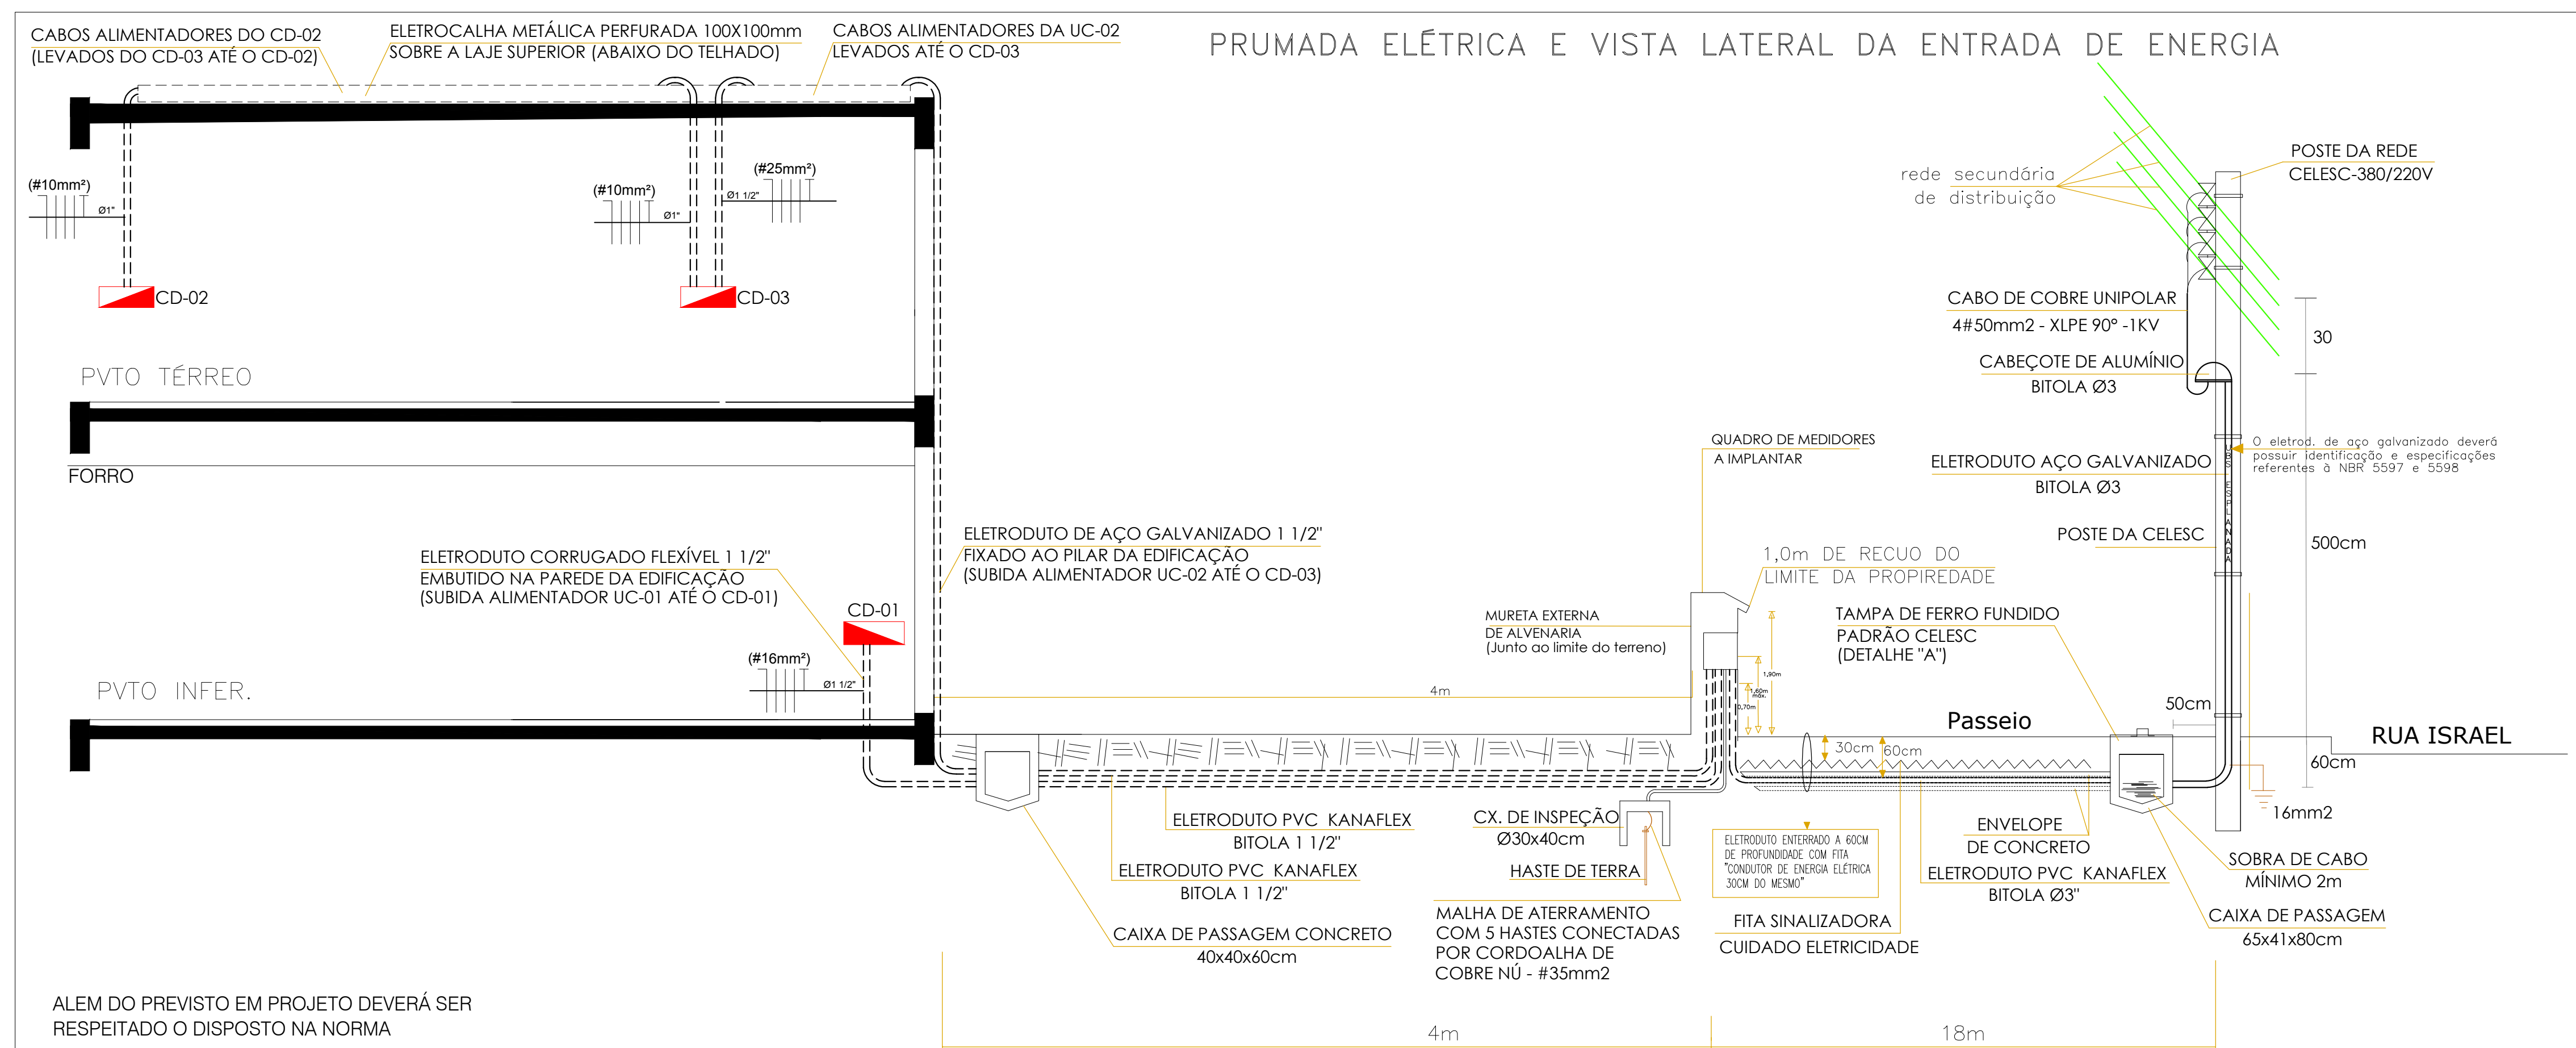 PRUMADA ELÉTRICA E VISTA LATERAL DA ENTRADA DE ENERGIA
CABOS ALIMENTADORES DO CD-02
(LEVADOS DO CD-03 ATÉ O CD-02)
ELETROCALHA METÁLICA PERFURADA 100X100mm
SOBRE A LAJE SUPERIOR (ABAIXO DO TELHADO)
CABOS ALIMENTADORES DA UC-02
LEVADOS ATÉ O CD-03
(#10mm²)
Ø1"
(#10mm²)
Ø1"
(#25mm²)
Ø1 1/2"
CD-02
CD-03
PVTO TÉRREO
FORRO
rede secundária
de distribuição
POSTE DA REDE
CELESC-380/220V
CABO DE COBRE UNIPOLAR
4#50mm2 - XLPE 90° -1KV
30
CABEÇOTE DE ALUMÍNIO
BITOLA Ø3
QUADRO DE MEDIDORES
A IMPLANTAR
O eletrod. de aço galvanizado deverá
possuir identificação e especificações
referentes à NBR 5597 e 5598
ELETRODUTO AÇO GALVANIZADO
BITOLA Ø3
UBS ESPLANADA
POSTE DA CELESC
500cm
ELETRODUTO CORRUGADO FLEXÍVEL 1 1/2"
EMBUTIDO NA PAREDE DA EDIFICAÇÃO
(SUBIDA ALIMENTADOR UC-01 ATÉ O CD-01)
ELETRODUTO DE AÇO GALVANIZADO 1 1/2"
FIXADO AO PILAR DA EDIFICAÇÃO
(SUBIDA ALIMENTADOR UC-02 ATÉ O CD-03)
1,0m DE RECUO DO
LIMITE DA PROPIREDADE
CD-01
MURETA EXTERNA
DE ALVENARIA
(Junto ao limite do terreno)
TAMPA DE FERRO FUNDIDO
PADRÃO CELESC
(DETALHE "A")
(#16mm²)
Ø1 1/2"
PVTO INFER.
4m
1,90m
1,60m
máx.
0,70m
50cm
Passeio
RUA ISRAEL
30cm
60cm
60cm
16mm2
ELETRODUTO PVC KANAFLEX
BITOLA 1 1/2"
ELETRODUTO PVC KANAFLEX
BITOLA 1 1/2"
CAIXA DE PASSAGEM CONCRETO
40x40x60cm
CX. DE INSPEÇÃO
Ø30x40cm
HASTE DE TERRA
MALHA DE ATERRAMENTO
COM 5 HASTES CONECTADAS
POR CORDOALHA DE
COBRE NÚ - #35mm2
ELETRODUTO ENTERRADO A 60CM
DE PROFUNDIDADE COM FITA
"CONDUTOR DE ENERGIA ELÉTRICA
30CM DO MESMO"
FITA SINALIZADORA
CUIDADO ELETRICIDADE
ENVELOPE
DE CONCRETO
ELETRODUTO PVC KANAFLEX
BITOLA Ø3"
SOBRA DE CABO
MÍNIMO 2m
CAIXA DE PASSAGEM
65x41x80cm
ALEM DO PREVISTO EM PROJETO DEVERÁ SER
RESPEITADO O DISPOSTO NA NORMA
4m
18m